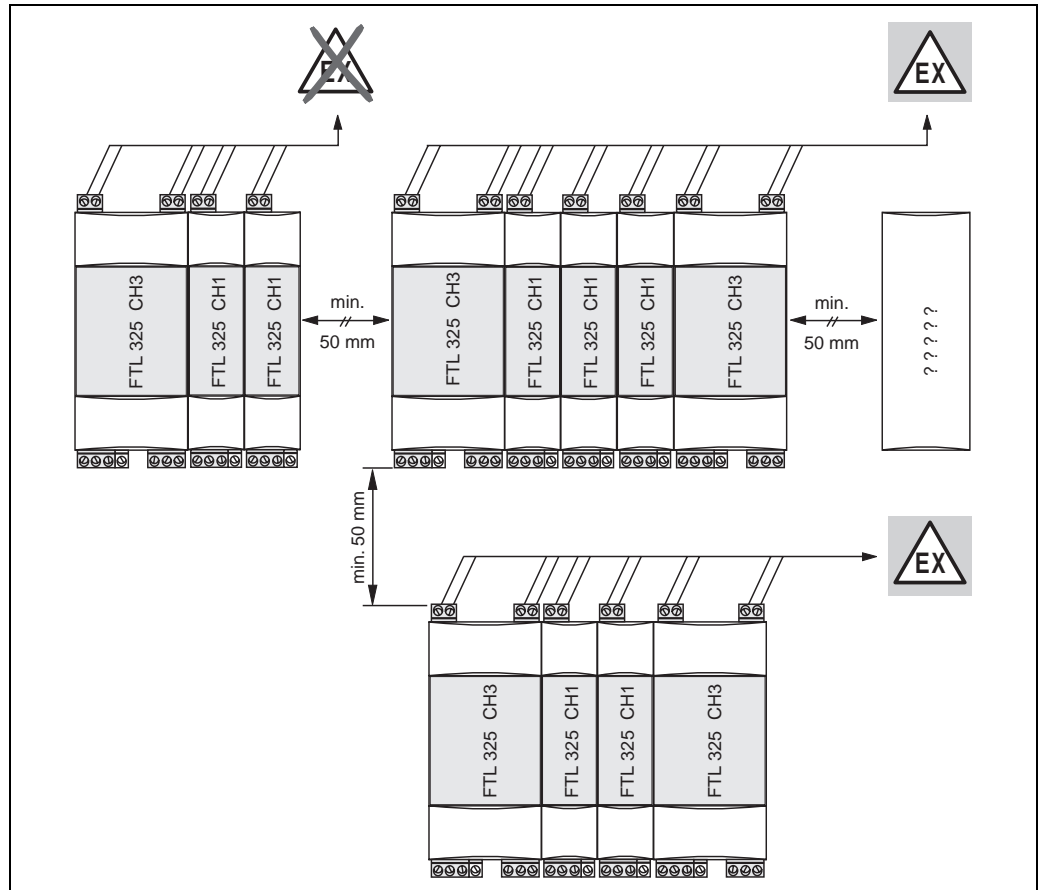 EX
EX
FTL 325 CH3
FTL 325 CH1
FTL 325 CH1
min.
50 mm
FTL 325 CH3
FTL 325 CH1
FTL 325 CH1
FTL 325 CH1
FTL 325 CH3
min.
50 mm
? ? ? ? ?
min. 50 mm
EX
FTL 325 CH3
FTL 325 CH1
FTL 325 CH1
FTL 325 CH3